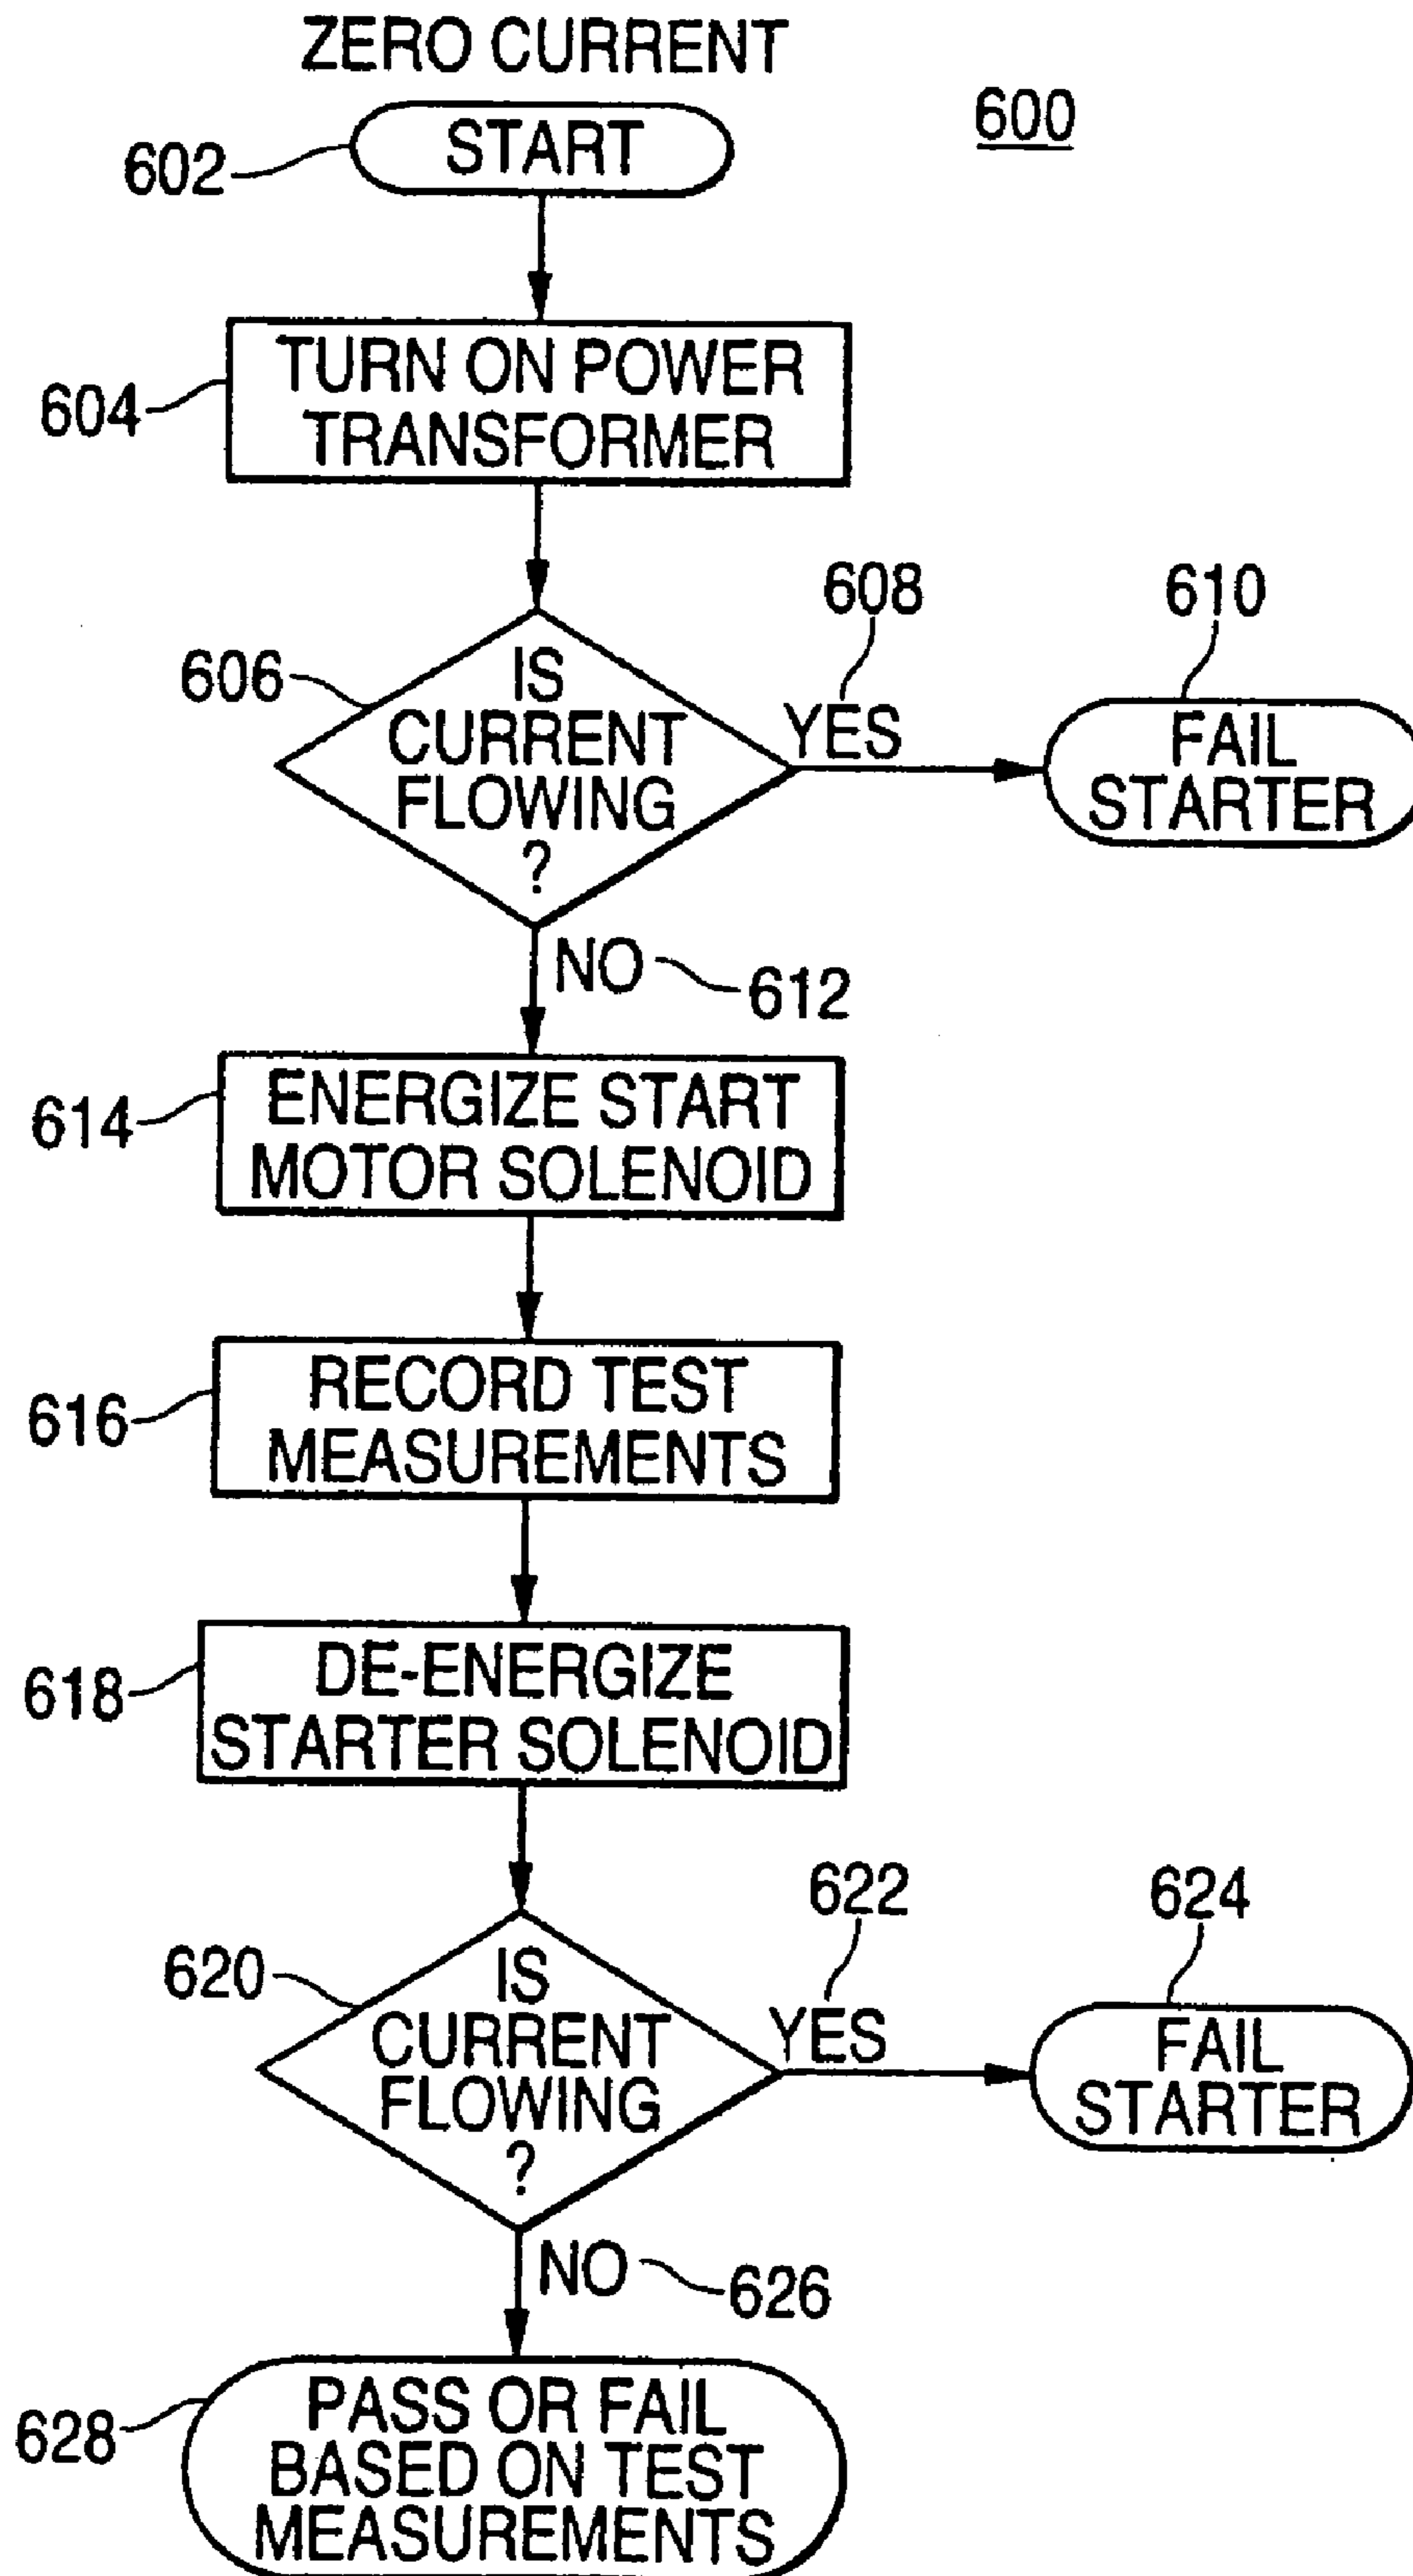 ZERO CURRENT
600
602
START
604
TURN ON POWER
TRANSFORMER
606
IS
CURRENT
FLOWING
?
608
YES
610
FAIL
STARTER
NO
612
614
ENERGIZE START
MOTOR SOLENOID
616
RECORD TEST
MEASUREMENTS
618
DE-ENERGIZE
STARTER SOLENOID
620
IS
CURRENT
FLOWING
?
622
YES
624
FAIL
STARTER
NO
626
628
PASS OR FAIL
BASED ON TEST
MEASUREMENTS